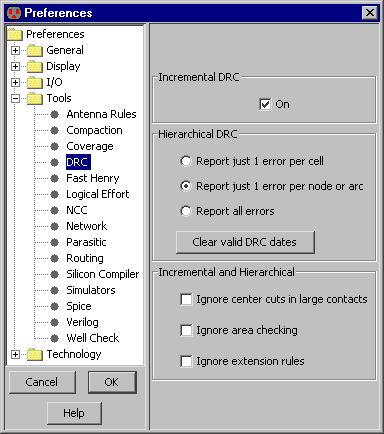 Preferences
Preferences
General
Display
I/O
Tools
Antenna Rules
Compaction
Coverage
DRC
Fast Henry
Logical Effort
NCC
Network
Parasitic
Routing
Silicon Compiler
Simulators
Spice
Verilog
Well Check
Technology
Cancel
OK
Help
Incremental DRC
On
Hierarchical DRC
Report just 1 error per cell
Report just 1 error per node or arc
Report all errors
Clear valid DRC dates
Incremental and Hierarchical
Ignore center cuts in large contacts
Ignore area checking
Ignore extension rules